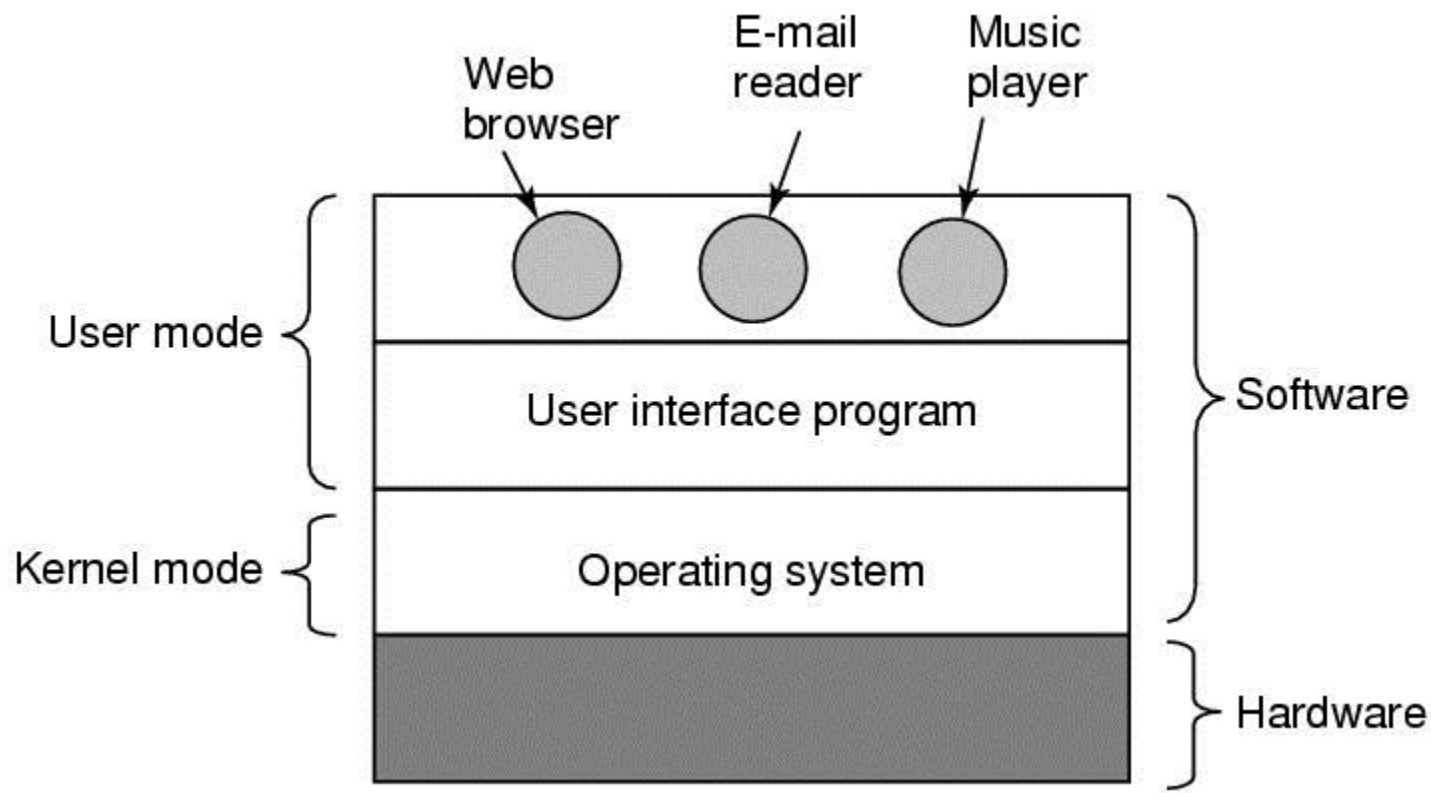 E-mail
reader
Music
player
Web
browser
User mode
User interface program
Software
Kernel mode
Operating system
Hardware